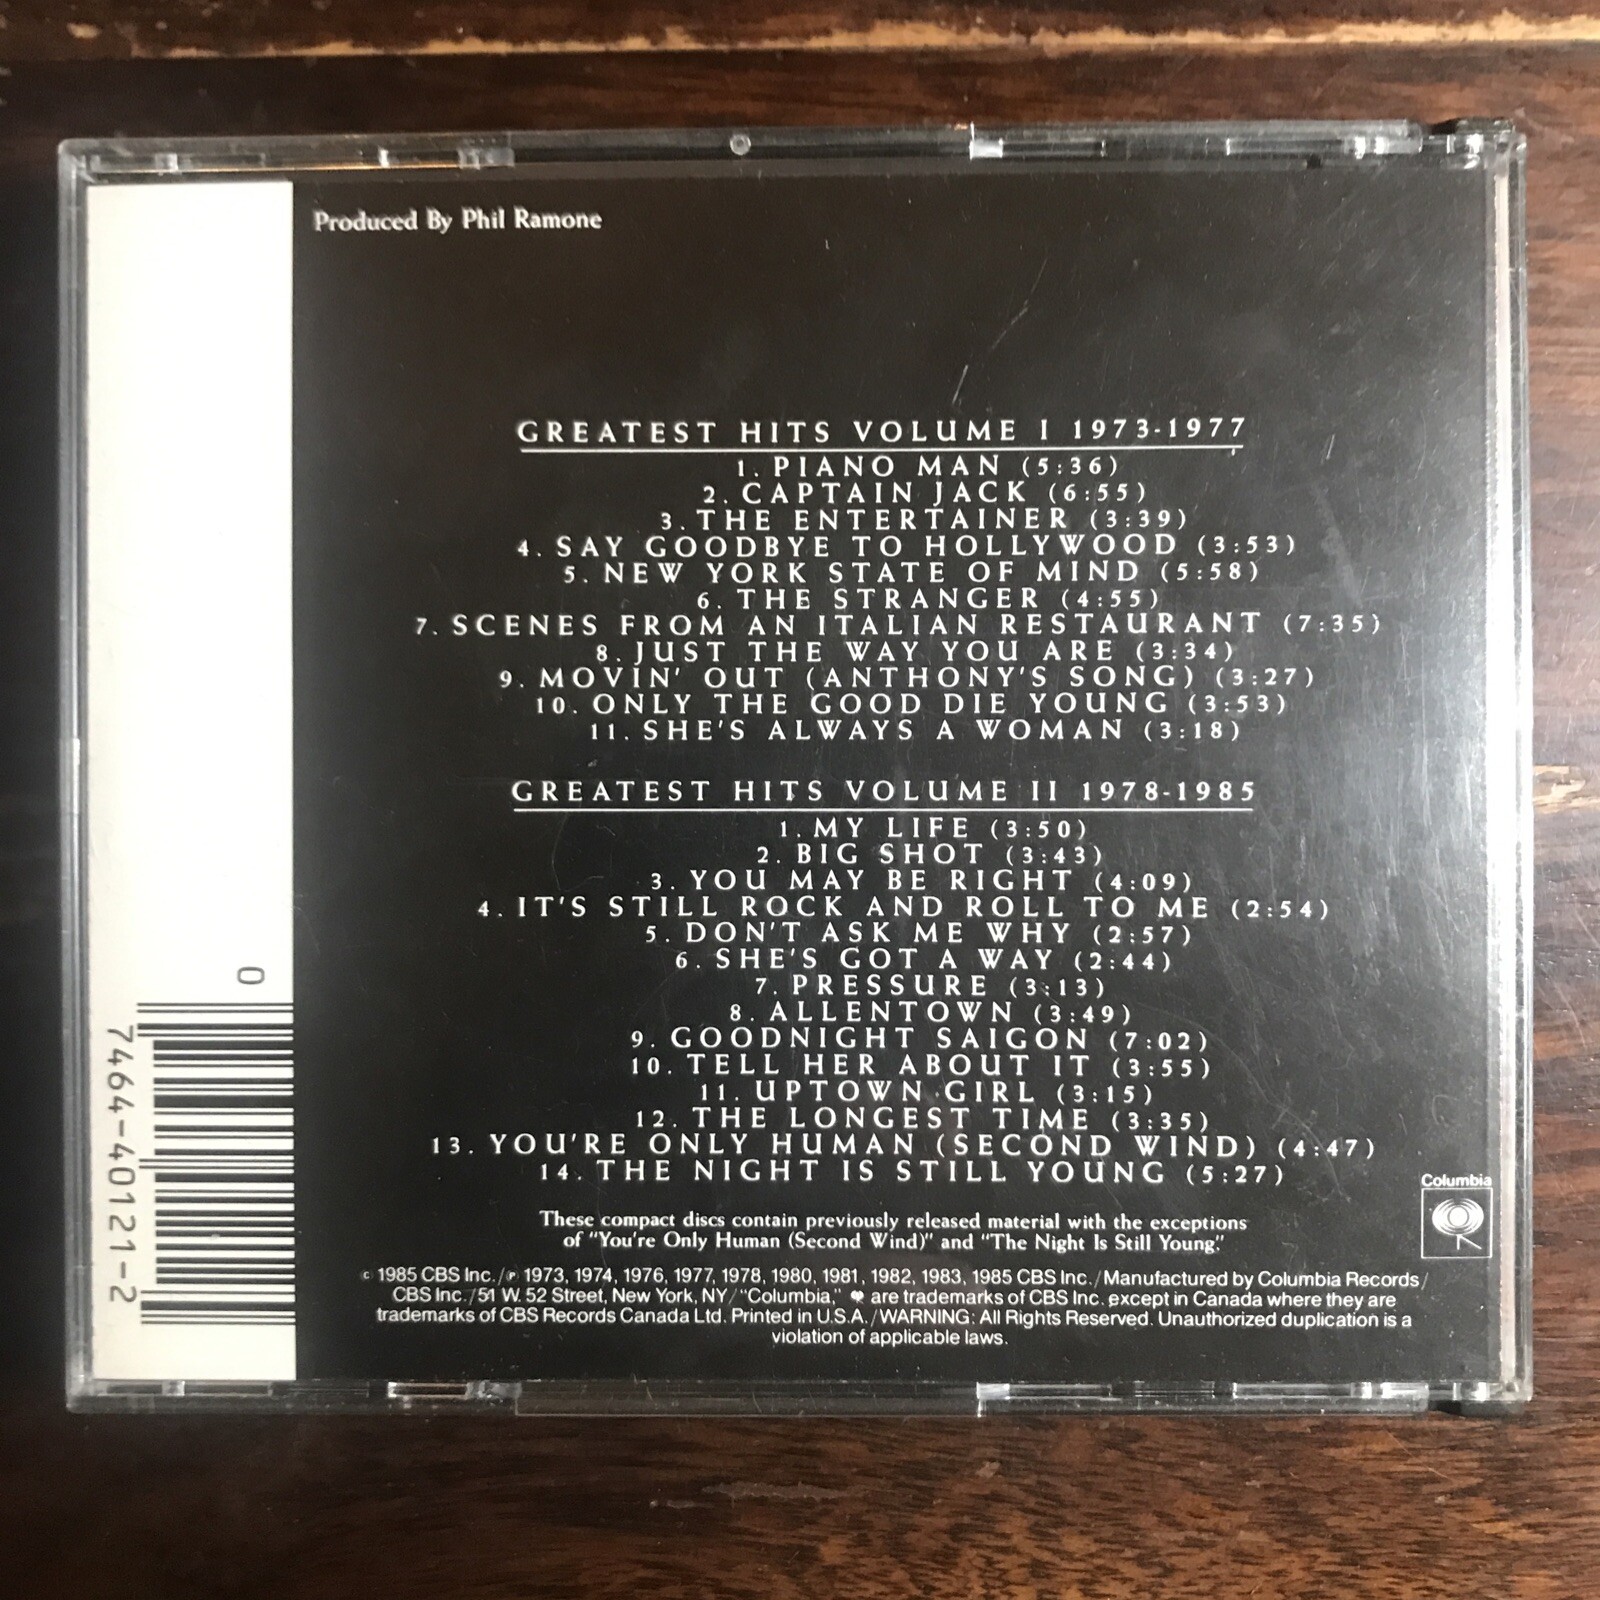 Produced By Phil Ramone
GREATEST HITS VOLUME I 1973-1977
1. PIANO MAN (5:36)
2. CAPTAIN JACK (6:55)
3. THE ENTERTAINER (3:39)
4. SAY GOODBYE TO HOLLYWOOD (3:53)
5. NEW YORK STATE OF MIND (5:58)
6. THE STRANGER (4:55)
7. SCENES FROM AN ITALIAN RESTAURANT (7:35)
8. JUST THE WAY YOU ARE (3:34)
9. MOVIN' OUT (ANTHONY'S SONG) (3:27)
10. ONLY THE GOOD DIE YOUNG (3:53)
11. SHE'S ALWAYS A WOMAN (3:18)
GREATEST HITS VOLUME II 1978-1985
1. MY LIFE (3:50)
2. BIG SHOT (3:43)
3. YOU MAY BE RIGHT (4:09)
4. IT'S STILL ROCK AND ROLL TO ME (2:54)
5. DON'T ASK ME WHY (2:57)
6. SHE'S GOT A WAY (2:44)
7. PRESSURE (3:13)
8. ALLENTOWN (3:49)
9. GOODNIGHT SAIGON (7:02)
10. TELL HER ABOUT IT (3:55)
11. UPTOWN GIRL (3:15)
12. THE LONGEST TIME (3:35)
13. YOU'RE ONLY HUMAN (SECOND WIND) (4:47)
14. THE NIGHT IS STILL YOUNG (5:27)
These compact discs contain previously released material with the exceptions
of "You're Only Human (Second Wind)" and "The Night Is Still Young."
© 1985 CBS Inc./℗ 1973, 1974, 1976, 1977, 1978, 1980, 1981, 1982, 1983, 1985 CBS Inc./Manufactured by Columbia Records/
CBS Inc./51 W. 52 Street, New York, NY/"Columbia," are trademarks of CBS Inc. except in Canada where they are
trademarks of CBS Records Canada Ltd. Printed in U.S.A./WARNING: All Rights Reserved. Unauthorized duplication is a
violation of applicable laws.
Columbia
0
7464-40121-2